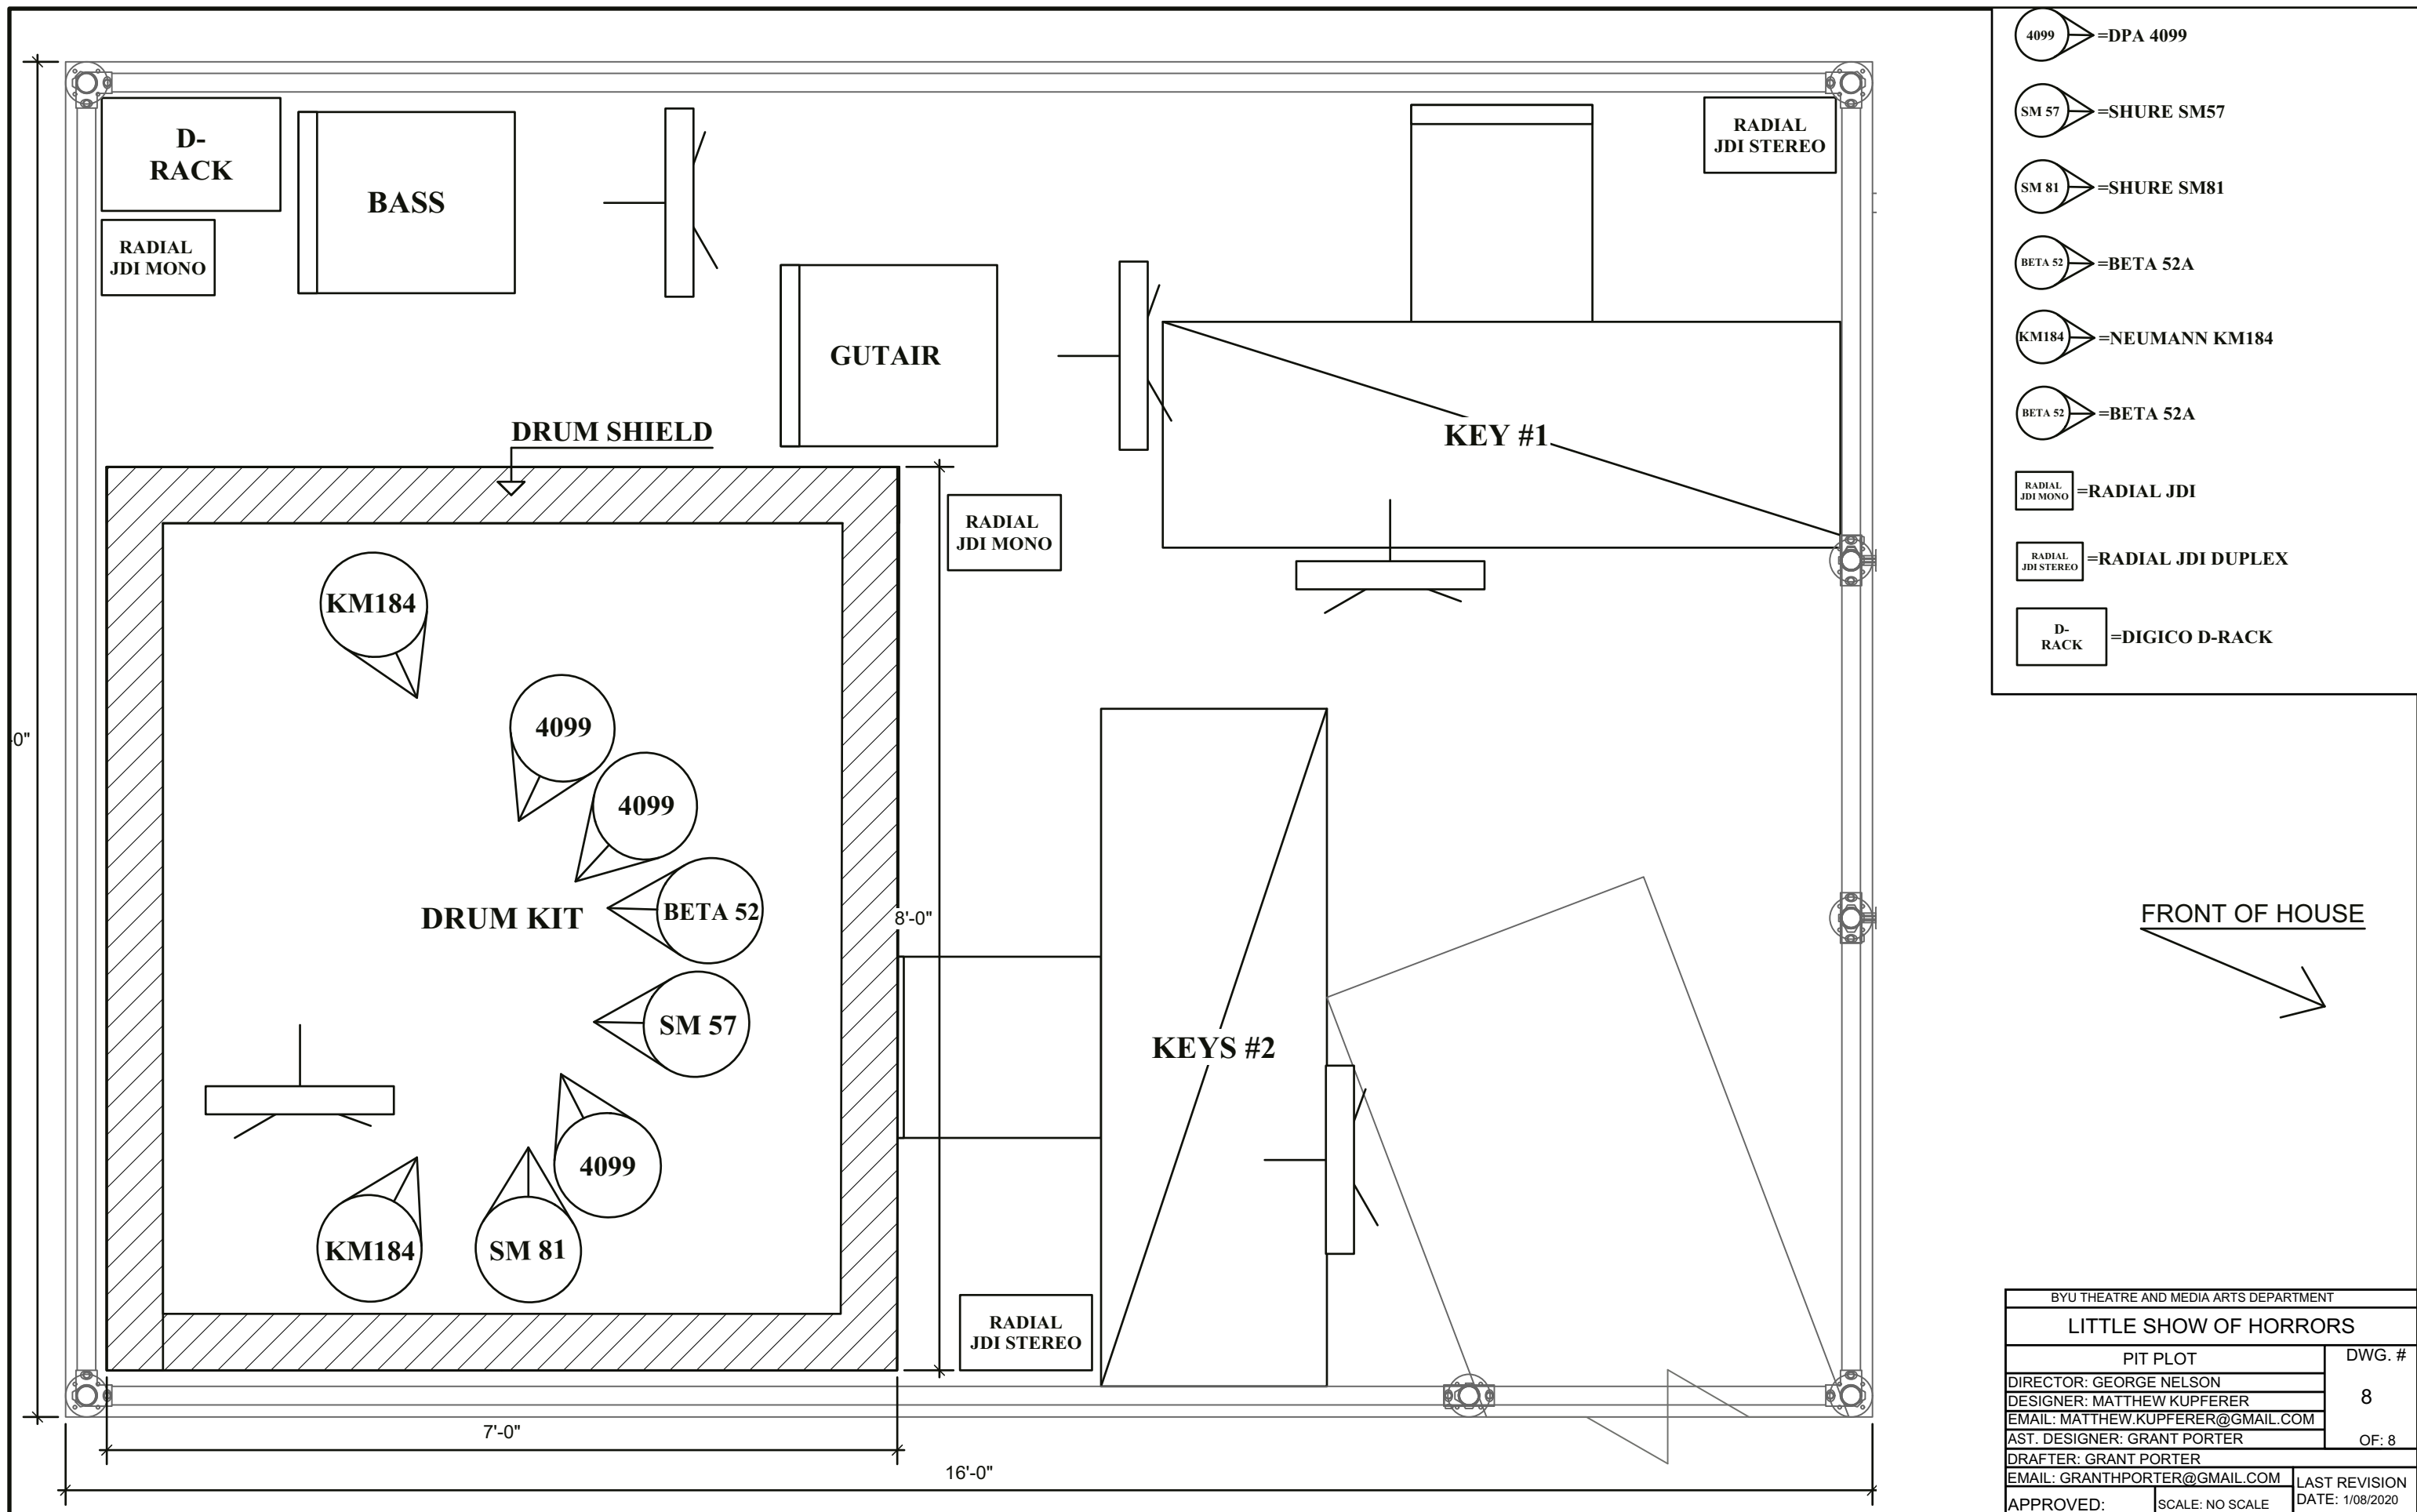 D-
RACK
RADIAL
JDI MONO
BASS
GUTAIR
RADIAL
JDI STEREO
KEY #1
DRUM SHIELD
RADIAL
JDI MONO
KM184
4099
4099
BETA 52
DRUM KIT
SM 57
4099
KM184
SM 81
8'-0"
KEYS #2
RADIAL
JDI STEREO
-0"
7'-0"
16'-0"
4099 =DPA 4099
SM 57 =SHURE SM57
SM 81 =SHURE SM81
BETA 52 =BETA 52A
KM184 =NEUMANN KM184
BETA 52 =BETA 52A
RADIAL
JDI MONO =RADIAL JDI
RADIAL
JDI STEREO =RADIAL JDI DUPLEX
D-
RACK =DIGICO D-RACK
FRONT OF HOUSE
BYU THEATRE AND MEDIA ARTS DEPARTMENT
LITTLE SHOW OF HORRORS
PIT PLOT
DWG. #
8
OF: 8
DIRECTOR: GEORGE NELSON
DESIGNER: MATTHEW KUPFERER
EMAIL: MATTHEW.KUPFERER@GMAIL.COM
AST. DESIGNER: GRANT PORTER
DRAFTER: GRANT PORTER
EMAIL: GRANTHPORTER@GMAIL.COM
LAST REVISION
DATE: 1/08/2020
APPROVED:
SCALE: NO SCALE